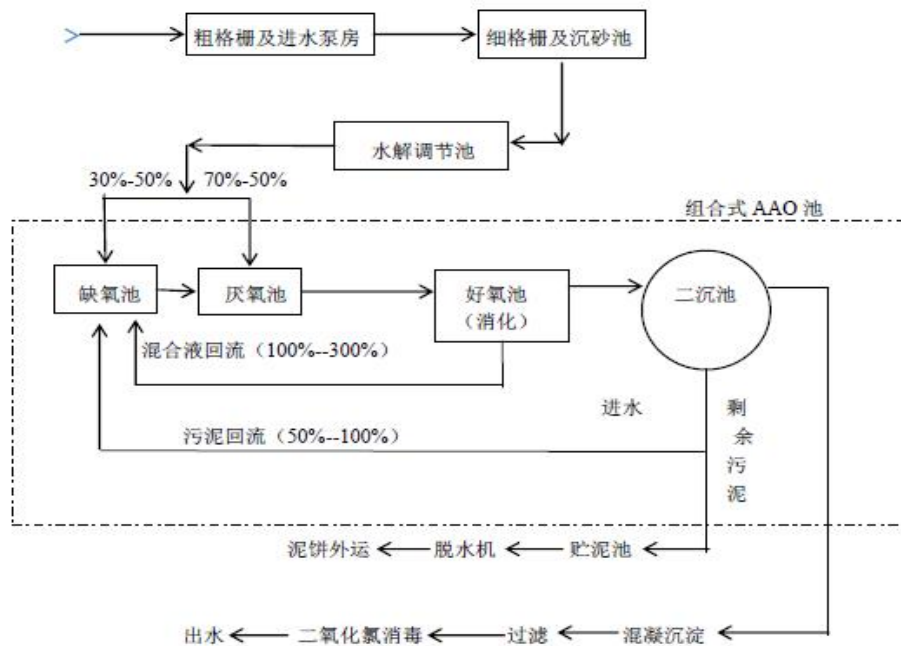 粗格栅及进水泵房
细格栅及沉砂池
水解调节池
30%-50%
70%-50%
组合式 AAO 池
缺氧池
厌氧池
好氧池
（消化）
二沉池
混合液回流（100%--300%）
进水
剩
余
污
泥
污泥回流（50%--100%）
泥饼外运
脱水机
贮泥池
出水
二氧化氯消毒
过滤
混凝沉淀